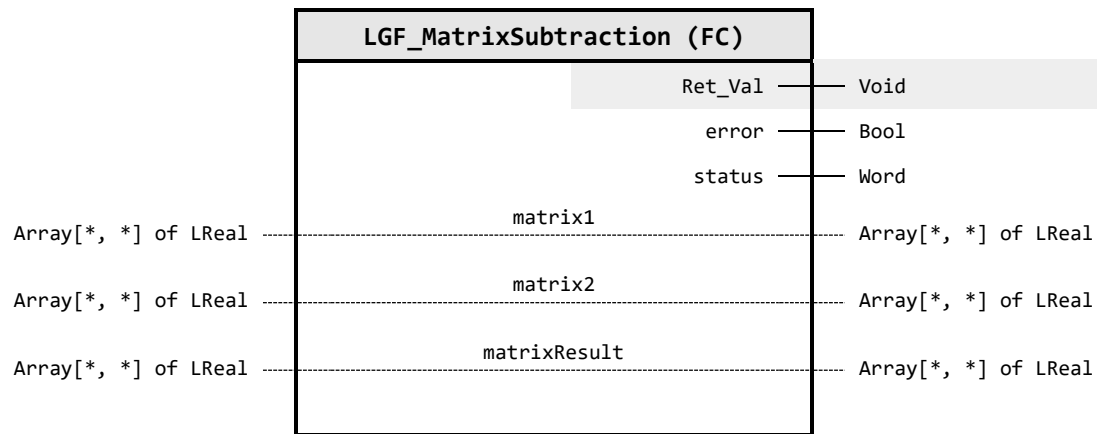 LGF_MatrixSubtraction (FC)
Ret_Val Void
error Bool
status Word
Array[*, *] of LReal matrix1 Array[*, *] of LReal
Array[*, *] of LReal matrix2 Array[*, *] of LReal
Array[*, *] of LReal matrixResult Array[*, *] of LReal